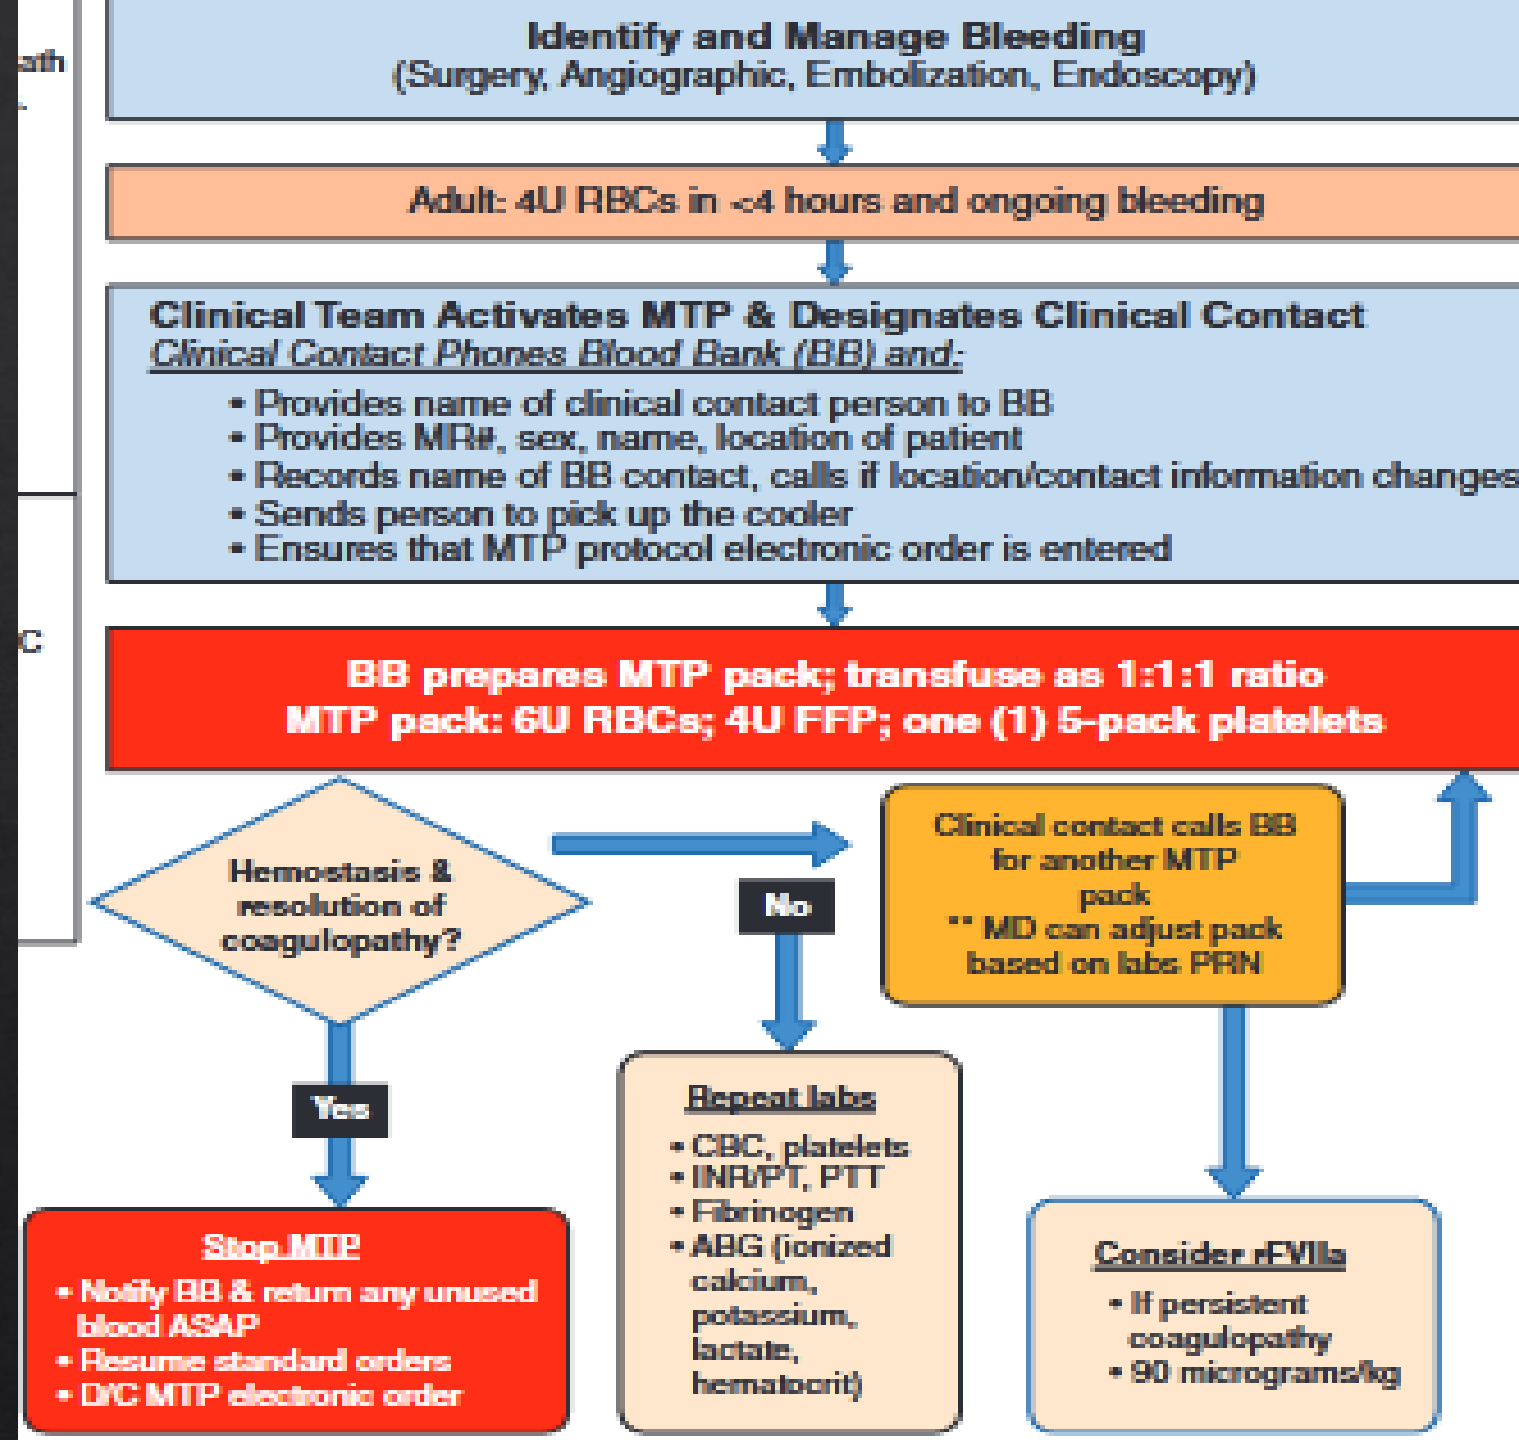 ath
Identify and Manage Bleeding
(Surgery, Angiographic, Embolization, Endoscopy)
Adult: 4U RBCs in <4 hours and ongoing bleeding
Clinical Team Activates MTP & Designates Clinical Contact
Clinical Contact Phones Blood Bank (BB) and:
• Provides name of clinical contact person to BB
• Provides MR#, sex, name, location of patient
• Records name of BB contact, calls if location/contact information changes
• Sends person to pick up the cooler
• Ensures that MTP protocol electronic order is entered
C
BB prepares MTP pack; transfuse as 1:1:1 ratio
MTP pack: 6U RBCs; 4U FFP; one (1) 5-pack platelets
Hemostasis &
resolution of
coagulopathy?
No
Clinical contact calls BB
for another MTP
pack
** MD can adjust pack
based on labs PRN
Yes
Stop MTP
• Notify BB & return any unused
blood ASAP
• Resume standard orders
• D/C MTP electronic order
Repeat labs
• CBC, platelets
• INR/PT, PTT
• Fibrinogen
• ABG (ionized
calcium,
potassium,
lactate,
hematocrit)
Consider rFVIIa
• If persistent
coagulopathy
• 90 micrograms/kg